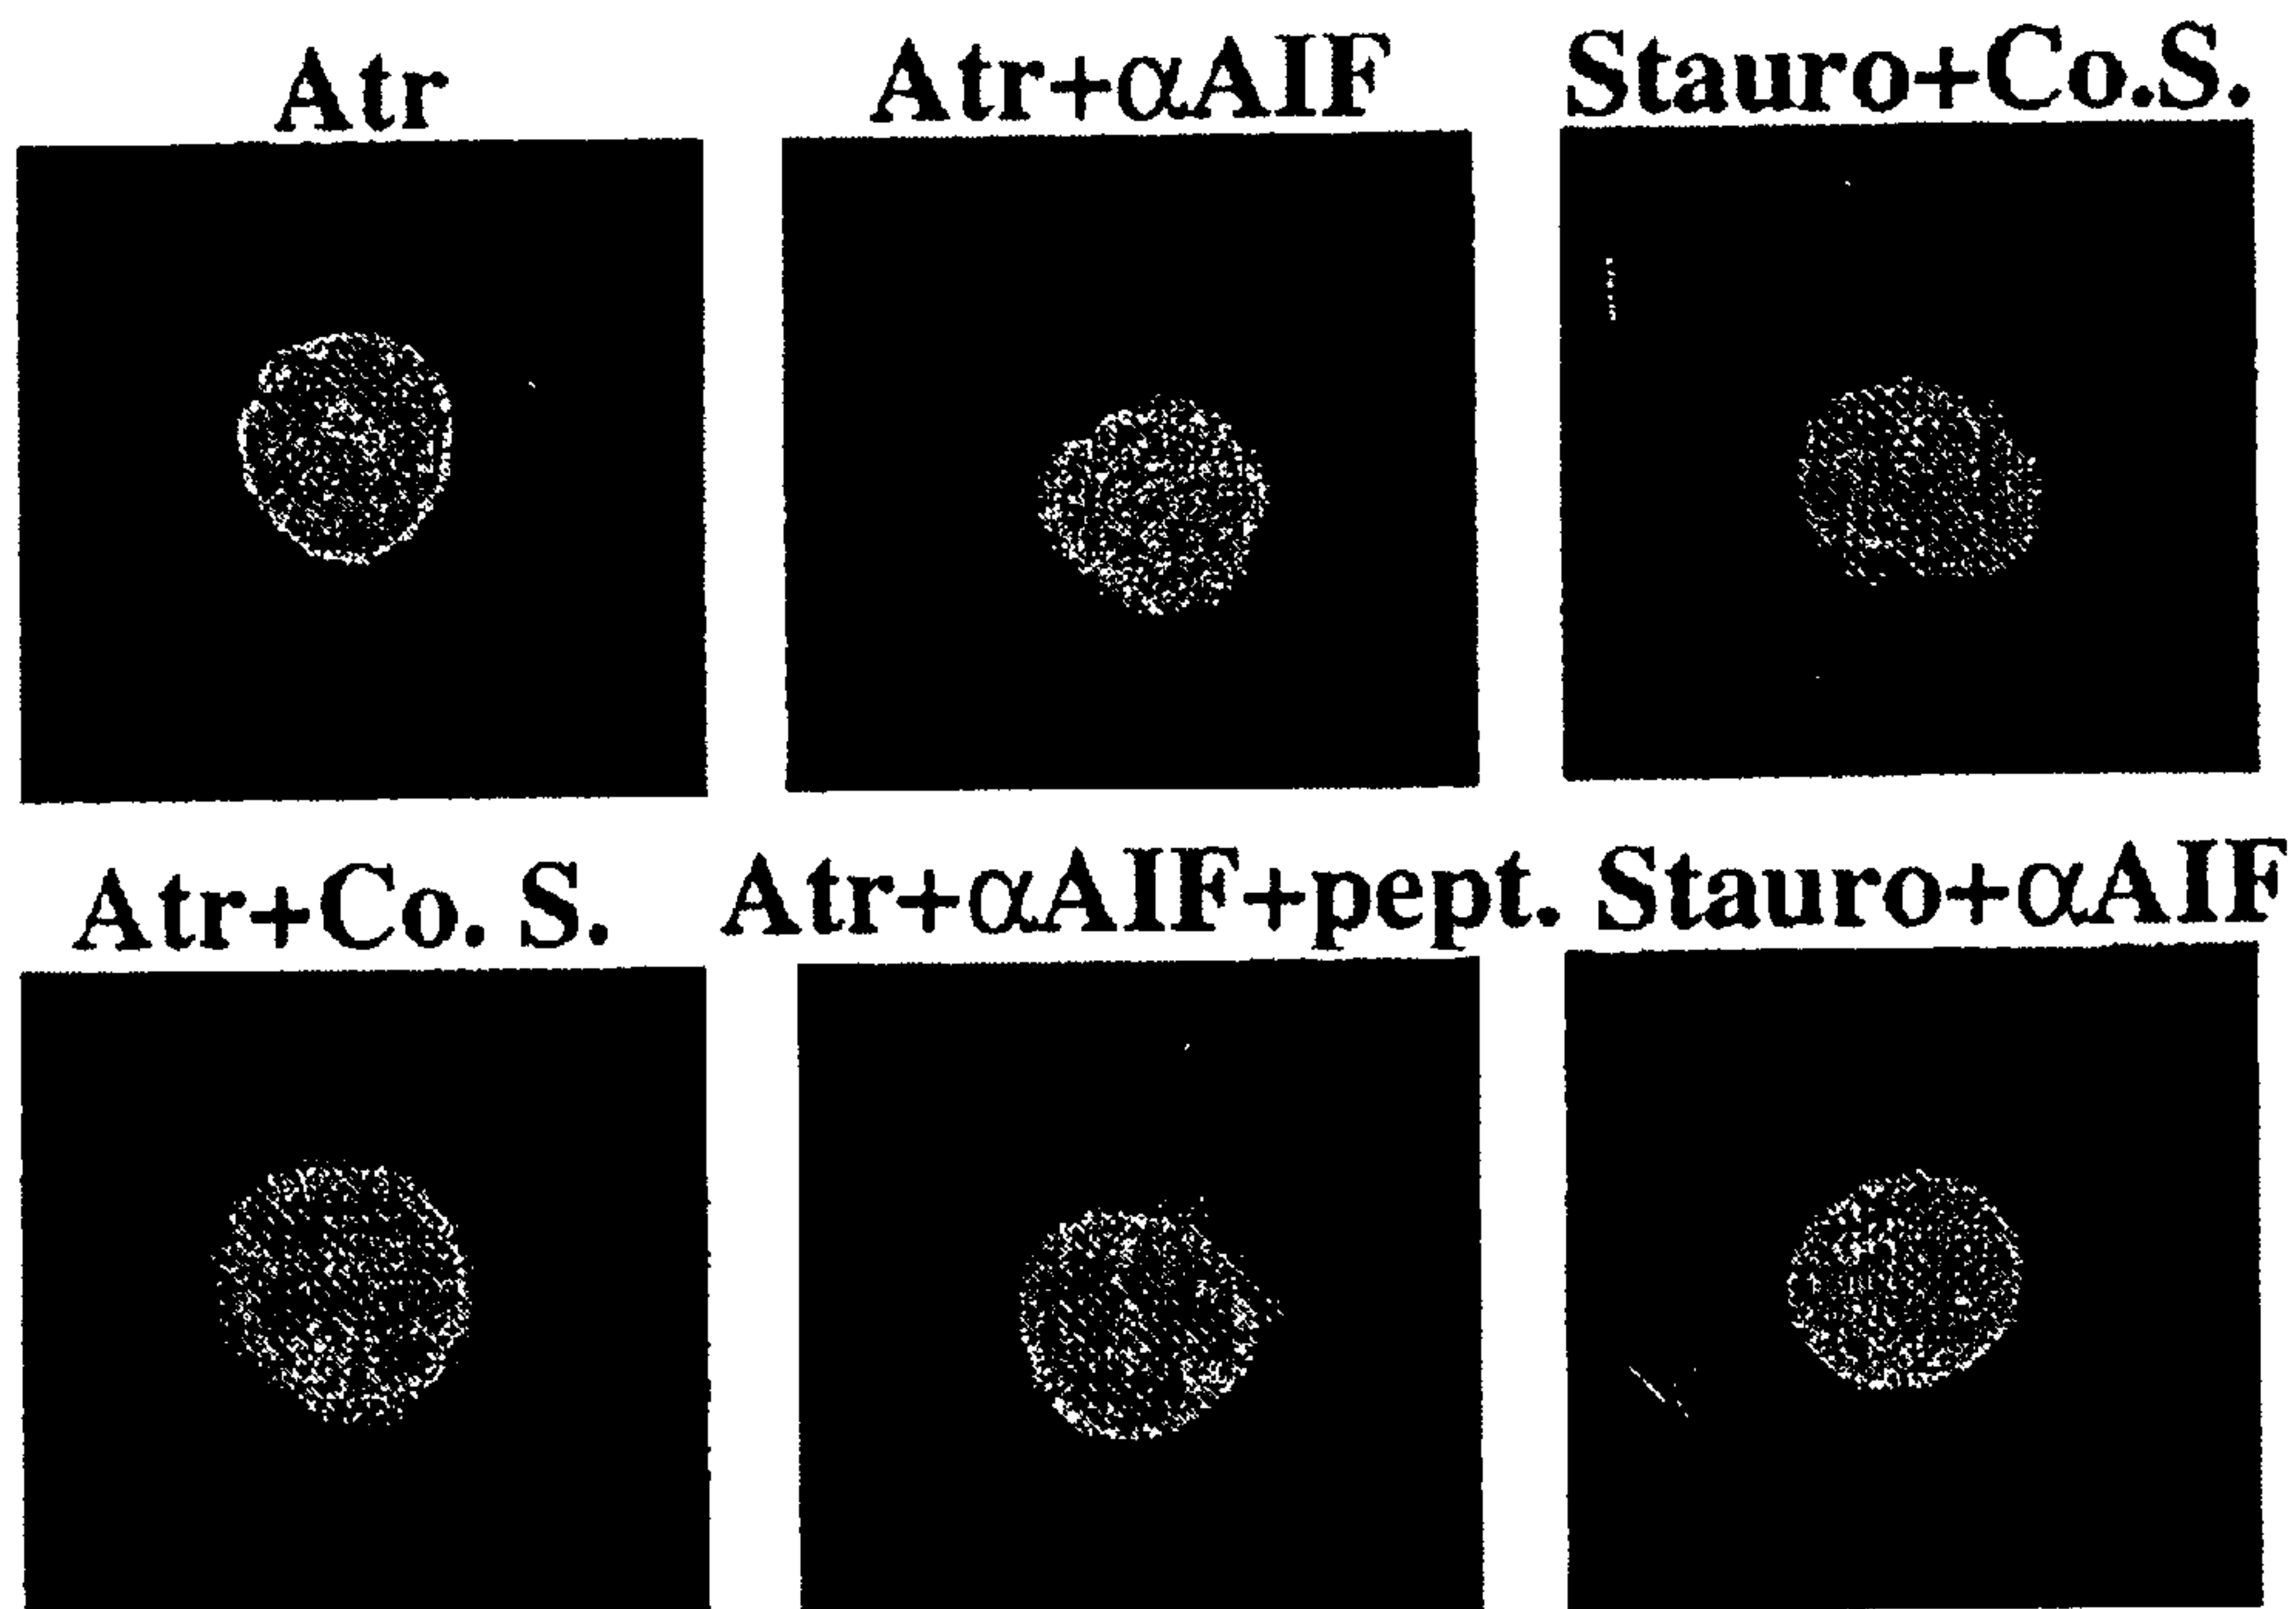 Atr
Atr+αAIF
Stauro+Co.S.
Atr+Co. S.
Atr+αAIF+pept.
Stauro+αAIF